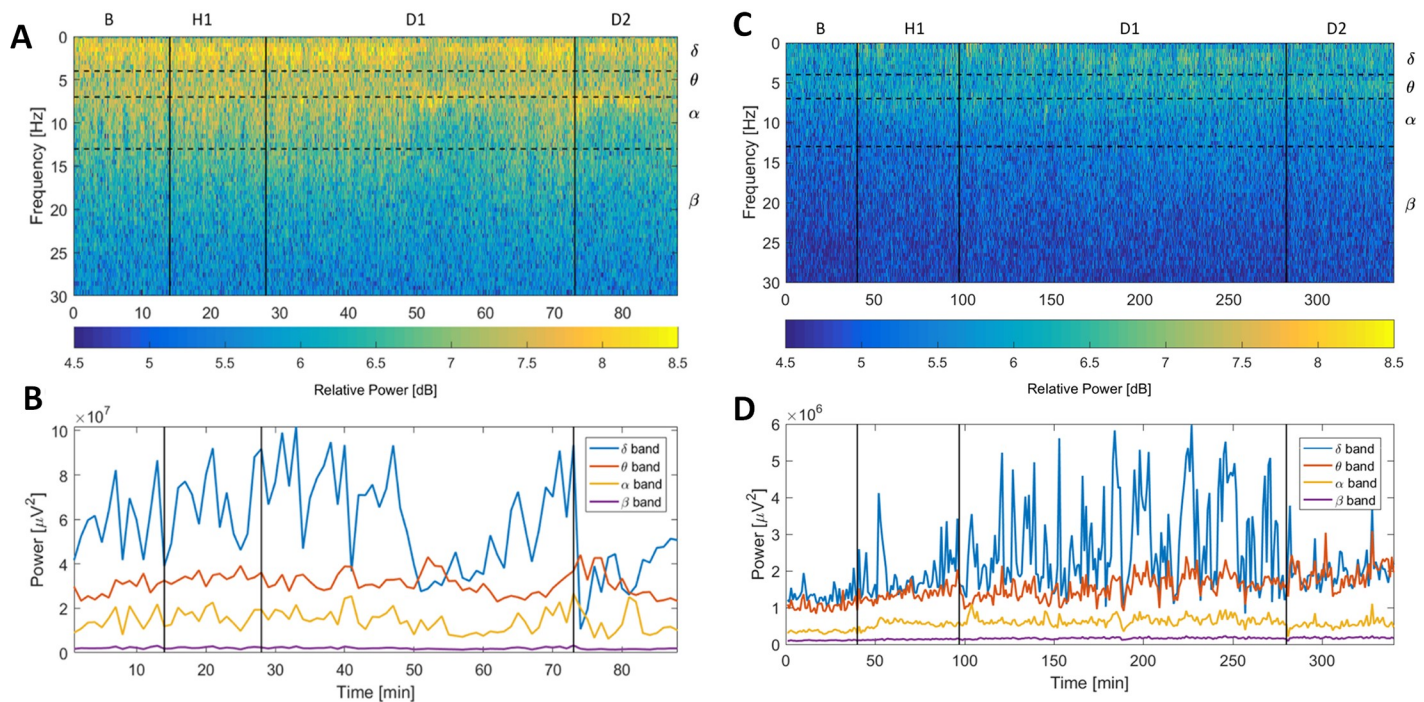 A
B H1 D1 D2
0
5
10
15
20
25
30
Frequency [Hz]
δ
θ
α
β
0 10 20 30 40 50 60 70 80
4.5 5 5.5 6 6.5 7 7.5 8 8.5
Relative Power [dB]
C
B H1 D1 D2
0
5
10
15
20
25
30
Frequency [Hz]
δ
θ
α
β
0 50 100 150 200 250 300
4.5 5 5.5 6 6.5 7 7.5 8 8.5
Relative Power [dB]
B
×10⁷
10
8
6
4
2
0
Power [μV²]
δ band
θ band
α band
β band
10 20 30 40 50 60 70 80
Time [min]
D
×10⁶
6
5
4
3
2
1
0
Power [μV²]
δ band
θ band
α band
β band
0 50 100 150 200 250 300
Time [min]